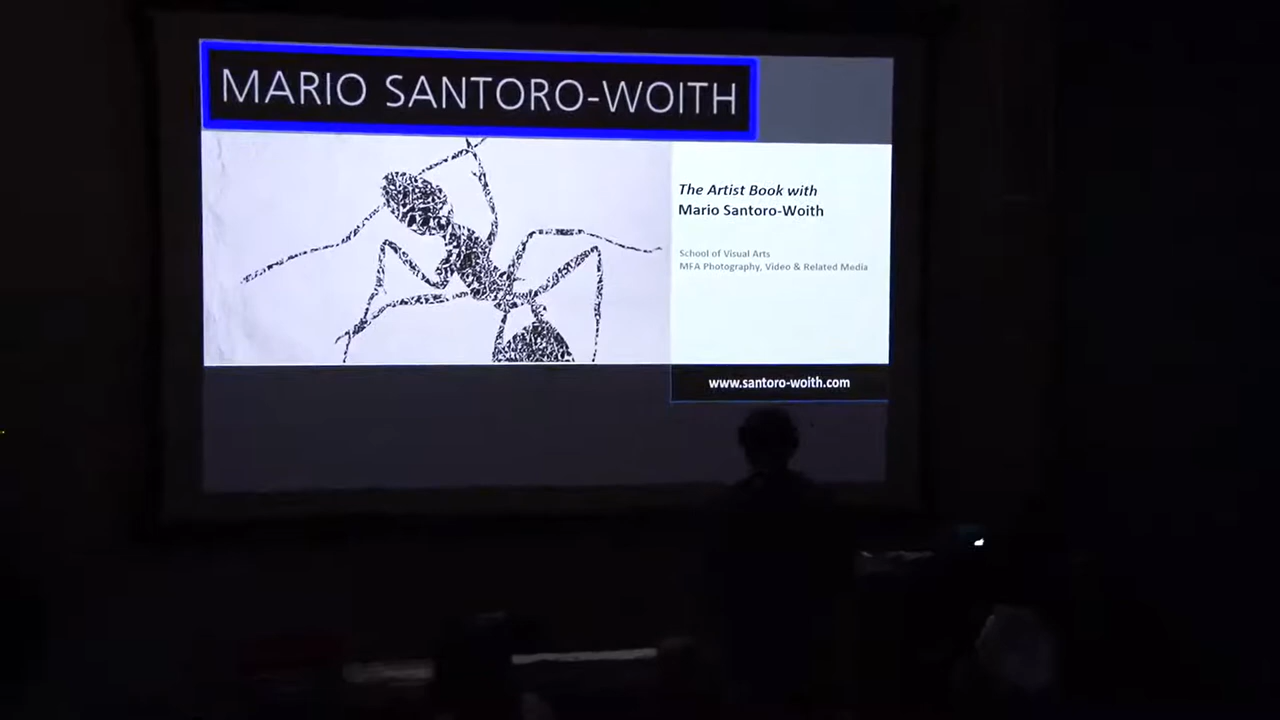 MARIO SANTORO-WOITH
The Artist Book with
Mario Santoro-Woith
School of Visual Arts
MFA Photography, Video & Related Media
www.santoro-woith.com